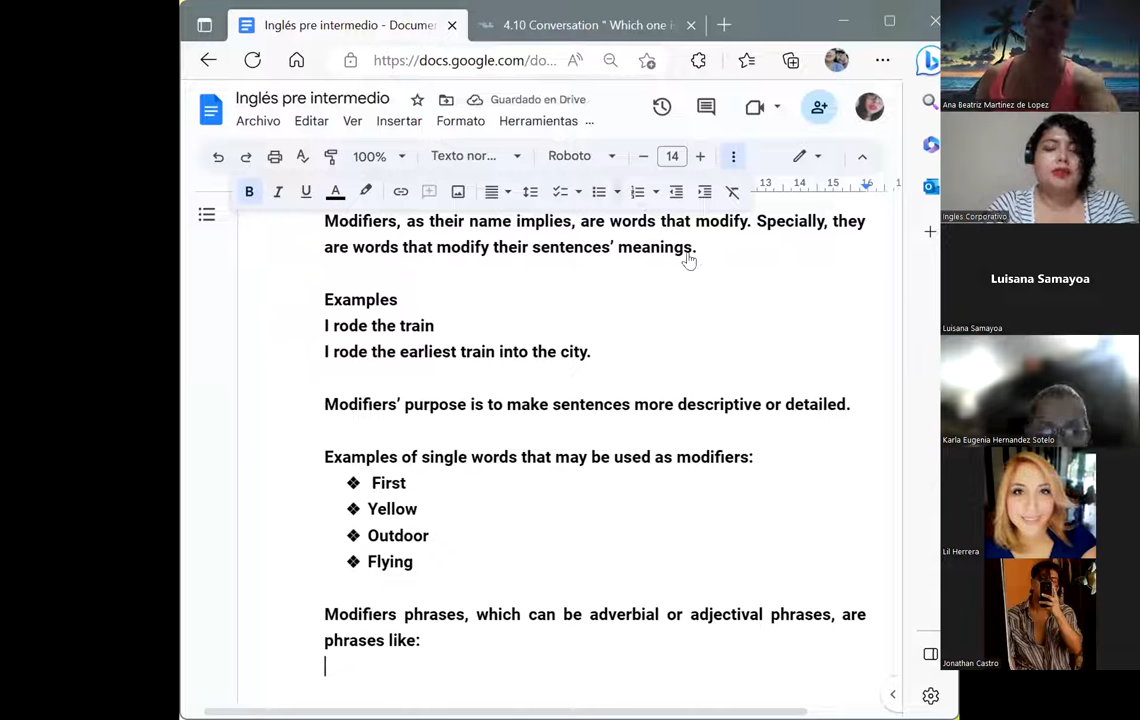 Inglés pre intermedio - Docume
4.10 Conversation " Which one i
https://docs.google.com/do...
Inglés pre intermedio
Guardado en Drive
Archivo Editar Ver Insertar Formato Herramientas ...
100% Texto nor... Roboto 14
13 14 15 16 1
Modifiers, as their name implies, are words that modify. Specially, they
are words that modify their sentences’ meanings.
Examples
I rode the train
I rode the earliest train into the city.
Modifiers’ purpose is to make sentences more descriptive or detailed.
Examples of single words that may be used as modifiers:
❖ First
❖ Yellow
❖ Outdoor
❖ Flying
Modifiers phrases, which can be adverbial or adjectival phrases, are
phrases like:
Ana Beatriz Martinez de Lopez
Ingles Corporativo
Luisana Samayoa
Luisana Samayoa
Karla Eugenia Hernandez Sotelo
Lil Herrera
Jonathan Castro